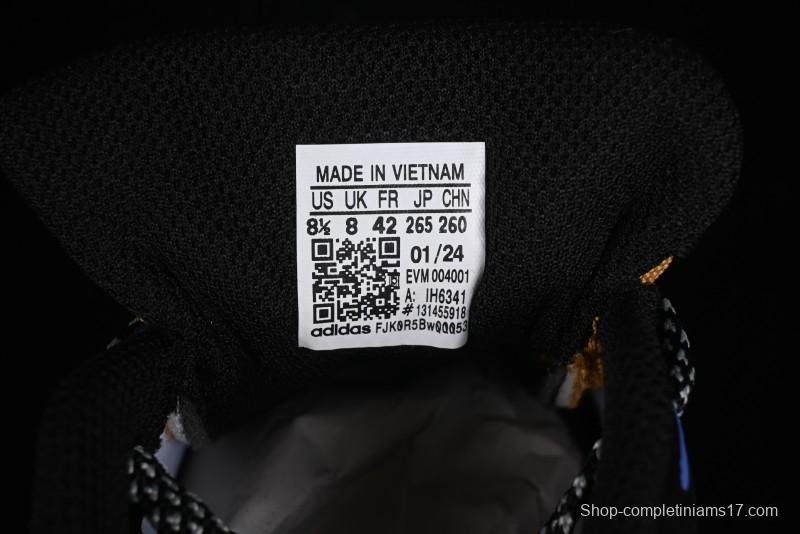 MADE IN VIETNAM
US UK FR JP CHN
8½ 8 42 265 260
01/24
EVM 004001
A: IH6341
# 131455918
adidas FJK0R5BwQQQ53
Shop-completiniams17.com